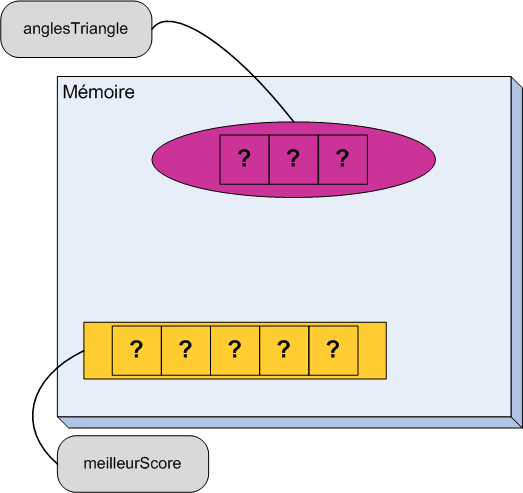 anglesTriangle
Mémoire
? ? ?
? ? ? ? ?
meilleurScore